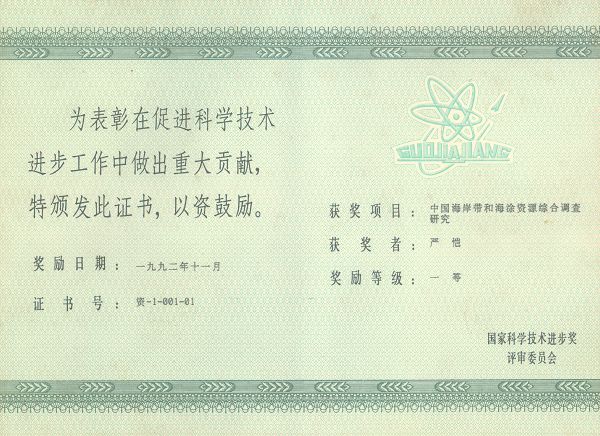 为表彰在促进科学技术
进步工作中做出重大贡献,
特颁发此证书,以资鼓励。
奖励日期：一九九二年十一月
证书号：资-1-001-01
GUOJIAJIANG
获奖项目：中国海岸带和海涂资源综合调查
研究
获奖者：严恺
奖励等级：一等
国家科学技术进步奖
评审委员会